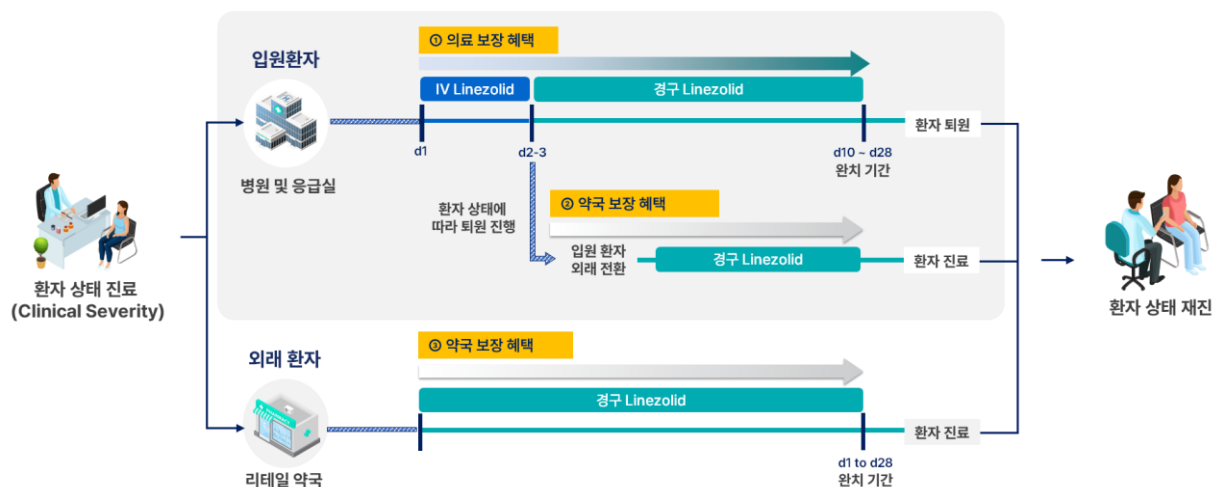 ① 의료 보장 혜택
입원환자
IV Linezolid
경구 Linezolid
d1
d2-3
d10 ~ d28
완치 기간
환자 퇴원
병원 및 응급실
환자 상태에
따라 퇴원 진행
② 약국 보장 혜택
입원 환자
외래 전환
경구 Linezolid
환자 진료
환자 상태 진료
(Clinical Severity)
환자 상태 재진
외래 환자
③ 약국 보장 혜택
경구 Linezolid
환자 진료
리테일 약국
d1 to d28
완치 기간